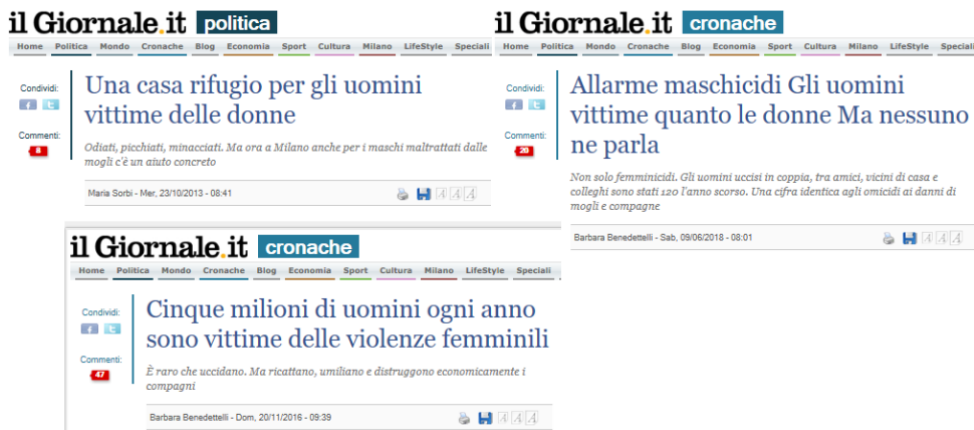 il Giornale.it politica
Home Politica Mondo Cronache Blog Economia Sport Cultura Milano LifeStyle Speciali
Condividi:
Commenti:
8
Una casa rifugio per gli uomini
vittime delle donne
Odiati, picchiati, minacciati. Ma ora a Milano anche per i maschi maltrattati dalle
mogli c'è un aiuto concreto
Maria Sorbi - Mer, 23/10/2013 - 08:41
A A A
il Giornale.it cronache
Home Politica Mondo Cronache Blog Economia Sport Cultura Milano LifeStyle Speciali
Condividi:
Commenti:
20
Allarme maschicidi Gli uomini
vittime quanto le donne Ma nessuno
ne parla
Non solo femminicidi. Gli uomini uccisi in coppia, tra amici, vicini di casa e
colleghi sono stati 120 l'anno scorso. Una cifra identica agli omicidi ai danni di
mogli e compagne
Barbara Benedettelli - Sab, 09/06/2018 - 08:01
A A A
il Giornale.it cronache
Home Politica Mondo Cronache Blog Economia Sport Cultura Milano LifeStyle Speciali
Condividi:
Commenti:
47
Cinque milioni di uomini ogni anno
sono vittime delle violenze femminili
È raro che uccidano. Ma ricattano, umiliano e distruggono economicamente i
compagni
Barbara Benedettelli - Dom, 20/11/2016 - 09:39
A A A